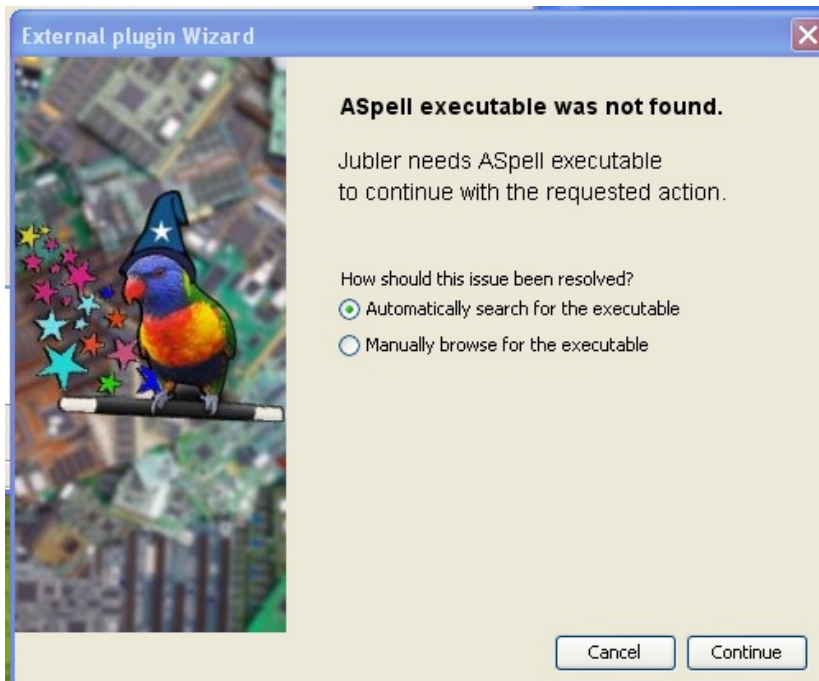 External plugin Wizard
ASpell executable was not found.
Jubler needs ASpell executable
to continue with the requested action.
How should this issue been resolved?
Automatically search for the executable
Manually browse for the executable
Cancel
Continue